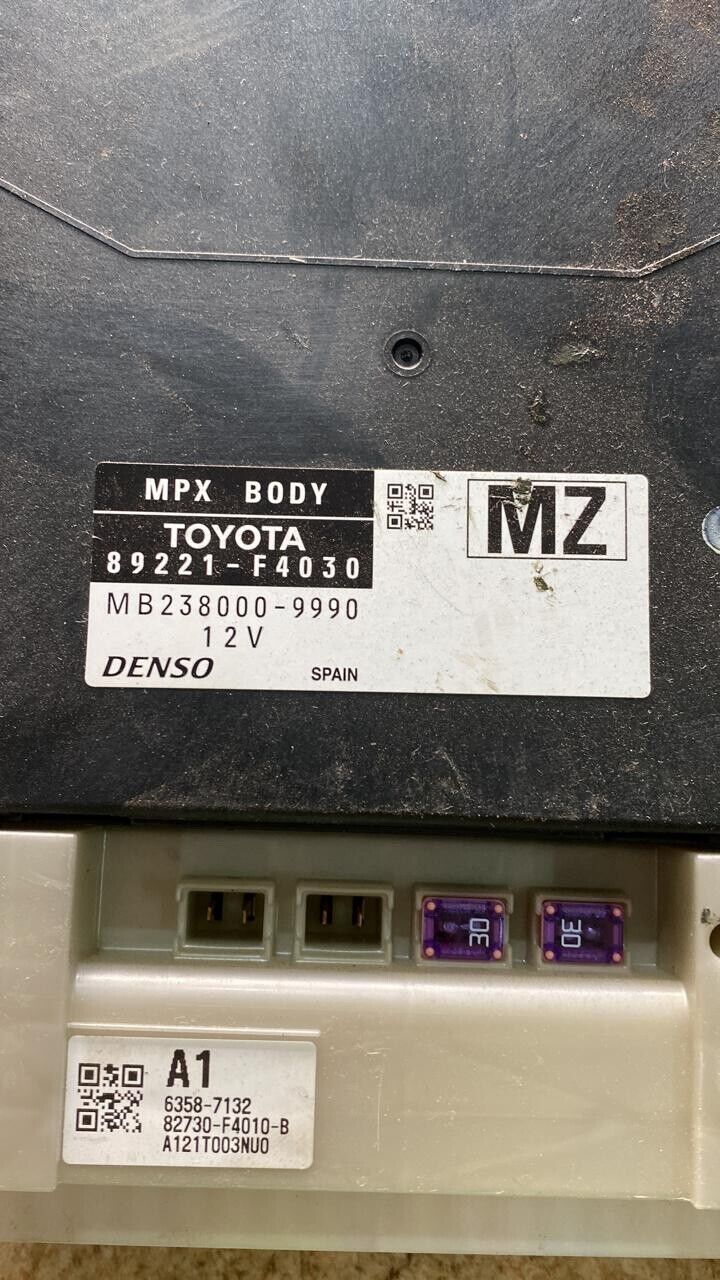 MPX BODY
MZ
TOYOTA
89221-F4030
MB238000-9990
12V
DENSO
SPAIN
30
30
A1
6358-7132
82730-F4010-B
A121T003NU0